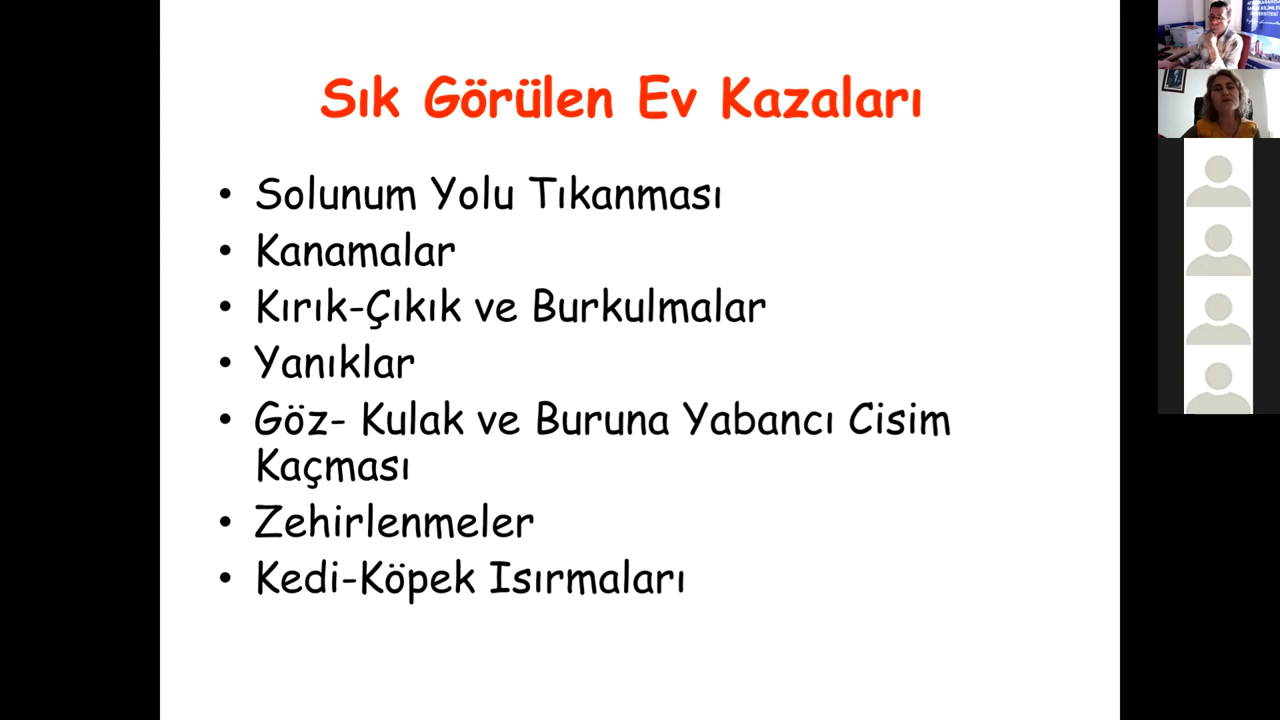 Sık Görülen Ev Kazaları
• Solunum Yolu Tıkanması
• Kanamalar
• Kırık-Çıkık ve Burkulmalar
• Yanıklar
• Göz- Kulak ve Buruna Yabancı Cisim
Kaçması
• Zehirlenmeler
• Kedi-Köpek Isırmaları